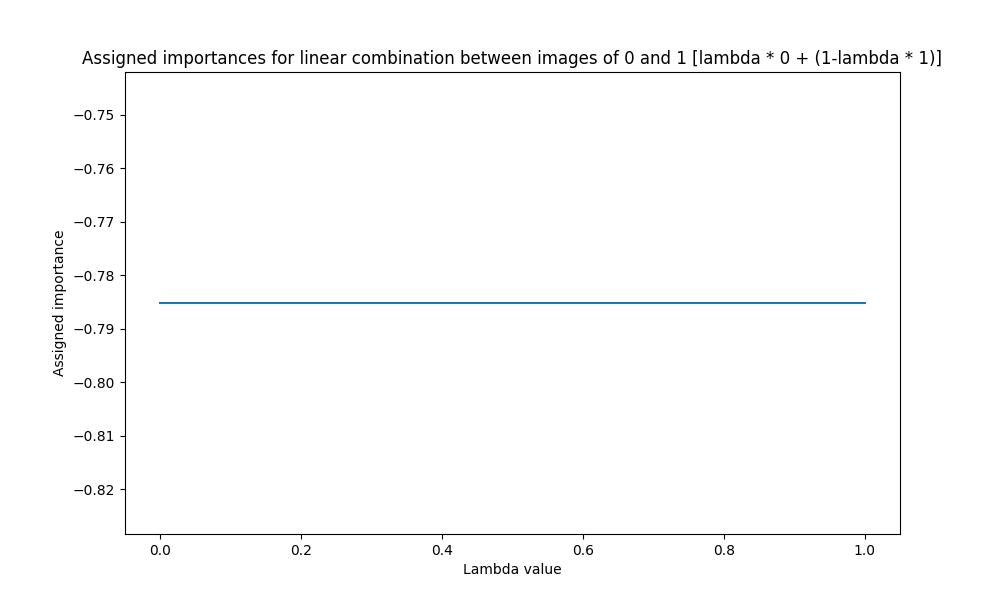 Assigned importances for linear combination between images of 0 and 1 [lambda * 0 + (1-lambda * 1)]
−0.75
−0.76
−0.77
−0.78
−0.79
−0.80
−0.81
−0.82
Assigned importance
0.0 0.2 0.4 0.6 0.8 1.0
Lambda value